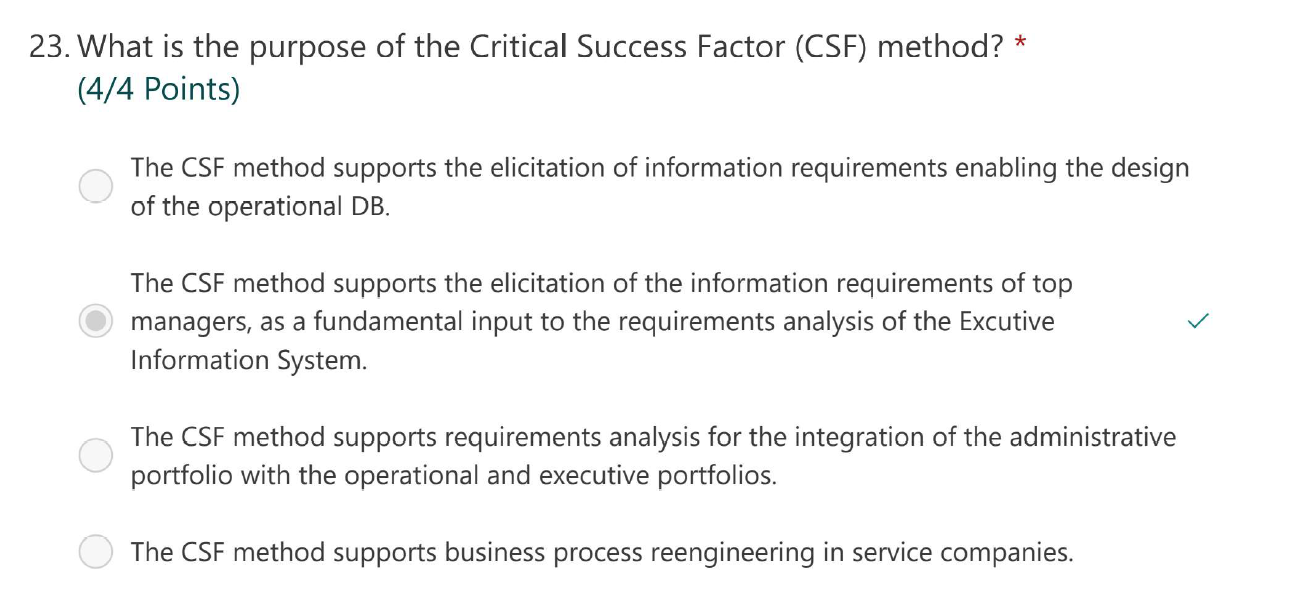 23. What is the purpose of the Critical Success Factor (CSF) method? *
(4/4 Points)
The CSF method supports the elicitation of information requirements enabling the design
of the operational DB.
The CSF method supports the elicitation of the information requirements of top
managers, as a fundamental input to the requirements analysis of the Excutive
Information System.
The CSF method supports requirements analysis for the integration of the administrative
portfolio with the operational and executive portfolios.
The CSF method supports business process reengineering in service companies.